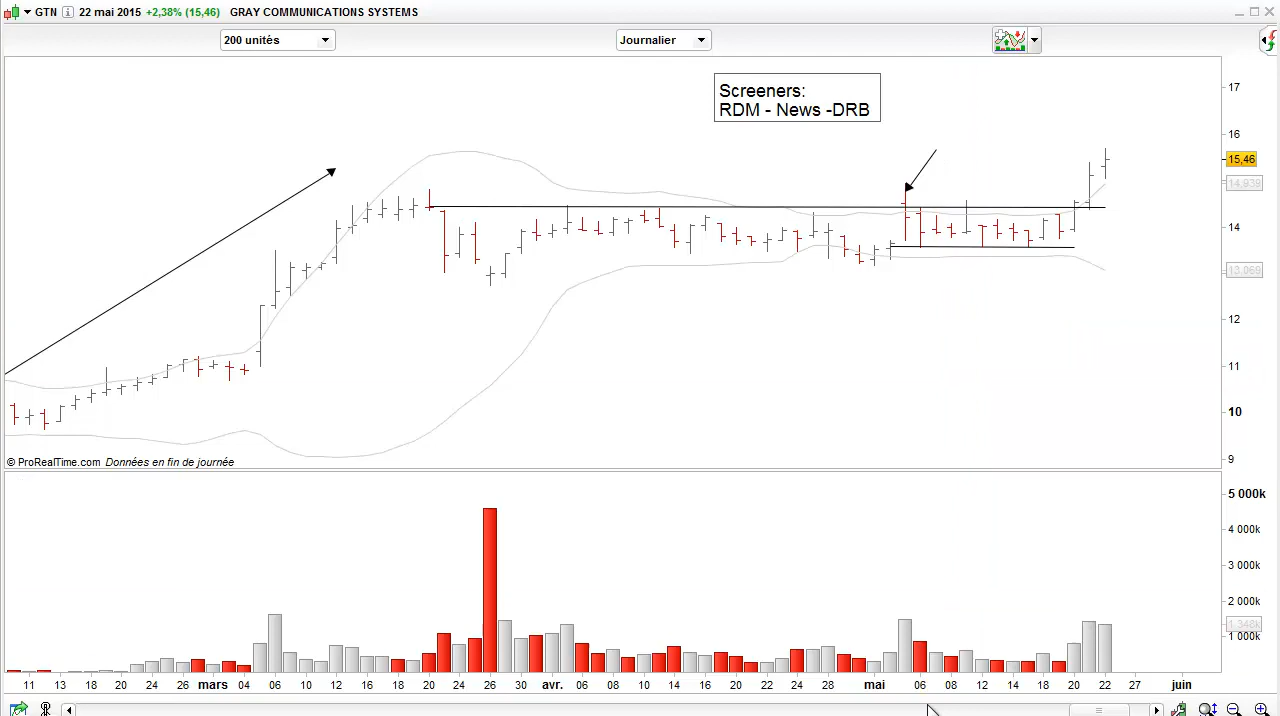 GTN 22 mai 2015 +2,38% (15,46) GRAY COMMUNICATIONS SYSTEMS
200 unités
Journalier
Screeners:
RDM - News -DRB
17
16
15,46
14.939
14
13.069
12
11
10
9
© ProRealTime.com Données en fin de journée
5 000k
4 000k
3 000k
2 000k
1.348k
1 000k
11 13 18 20 24 26 mars 04 06 10 12 16 18 20 24 26 30 avr. 06 08 10 14 16 20 22 24 28 mai 06 08 12 14 18 20 22 27 juin